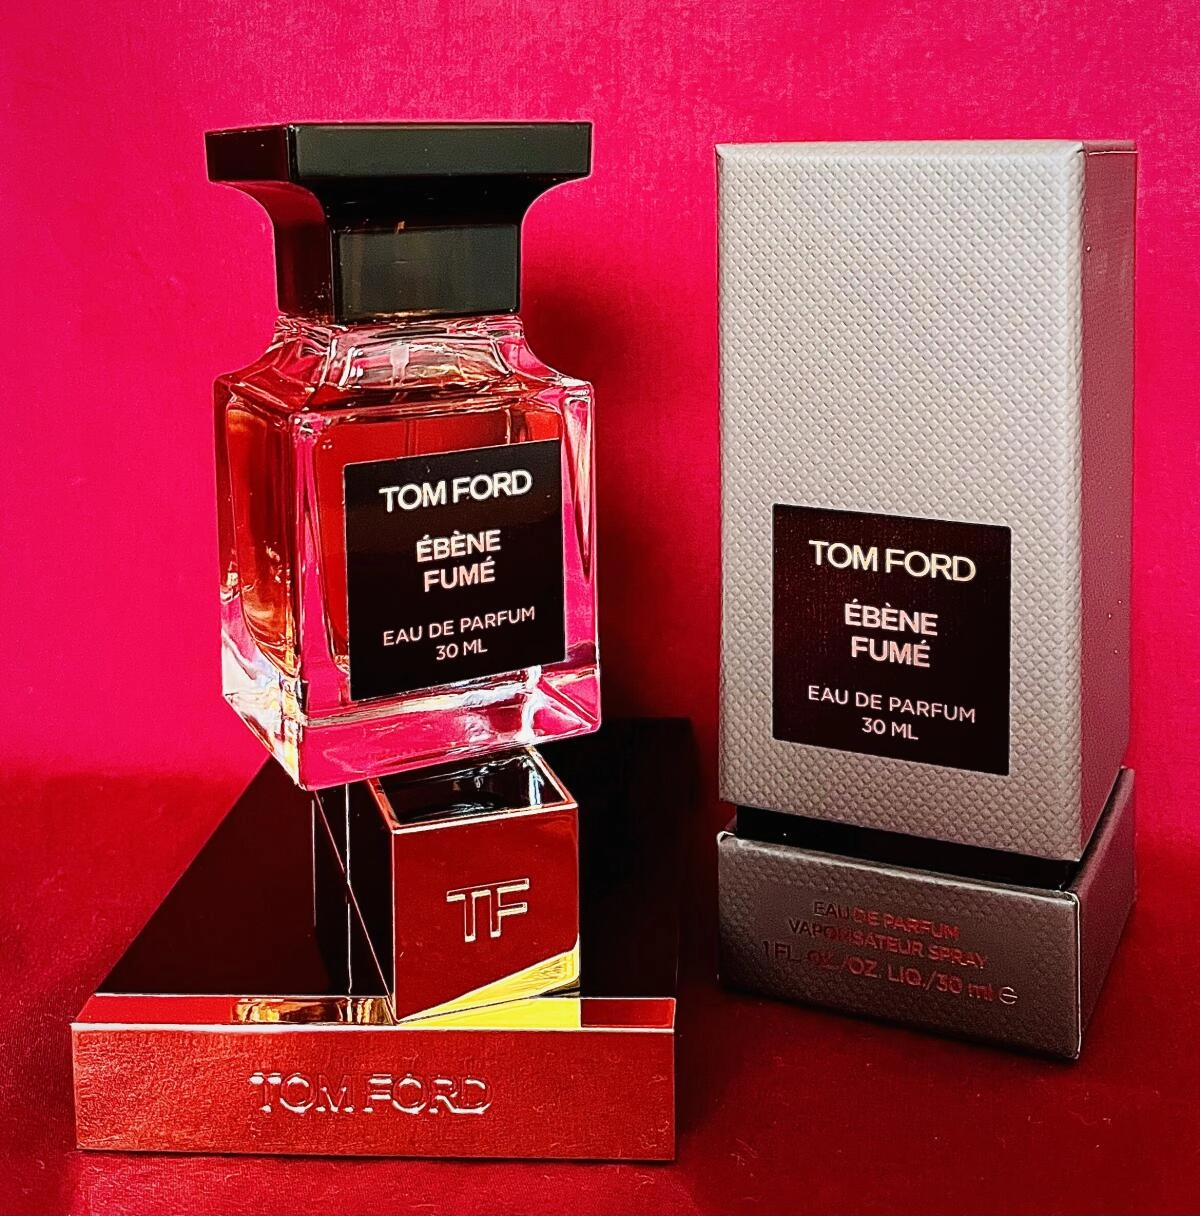 TOM FORD
ÉBÈNE
FUMÉ
EAU DE PARFUM
30 ML
TF
TOM FORD
TOM FORD
ÉBÈNE
FUMÉ
EAU DE PARFUM
30 ML
EAU DE PARFUM
VAPORISATEUR SPRAY
1 FL. OZ./OZ. LIQ./30 ml ℮